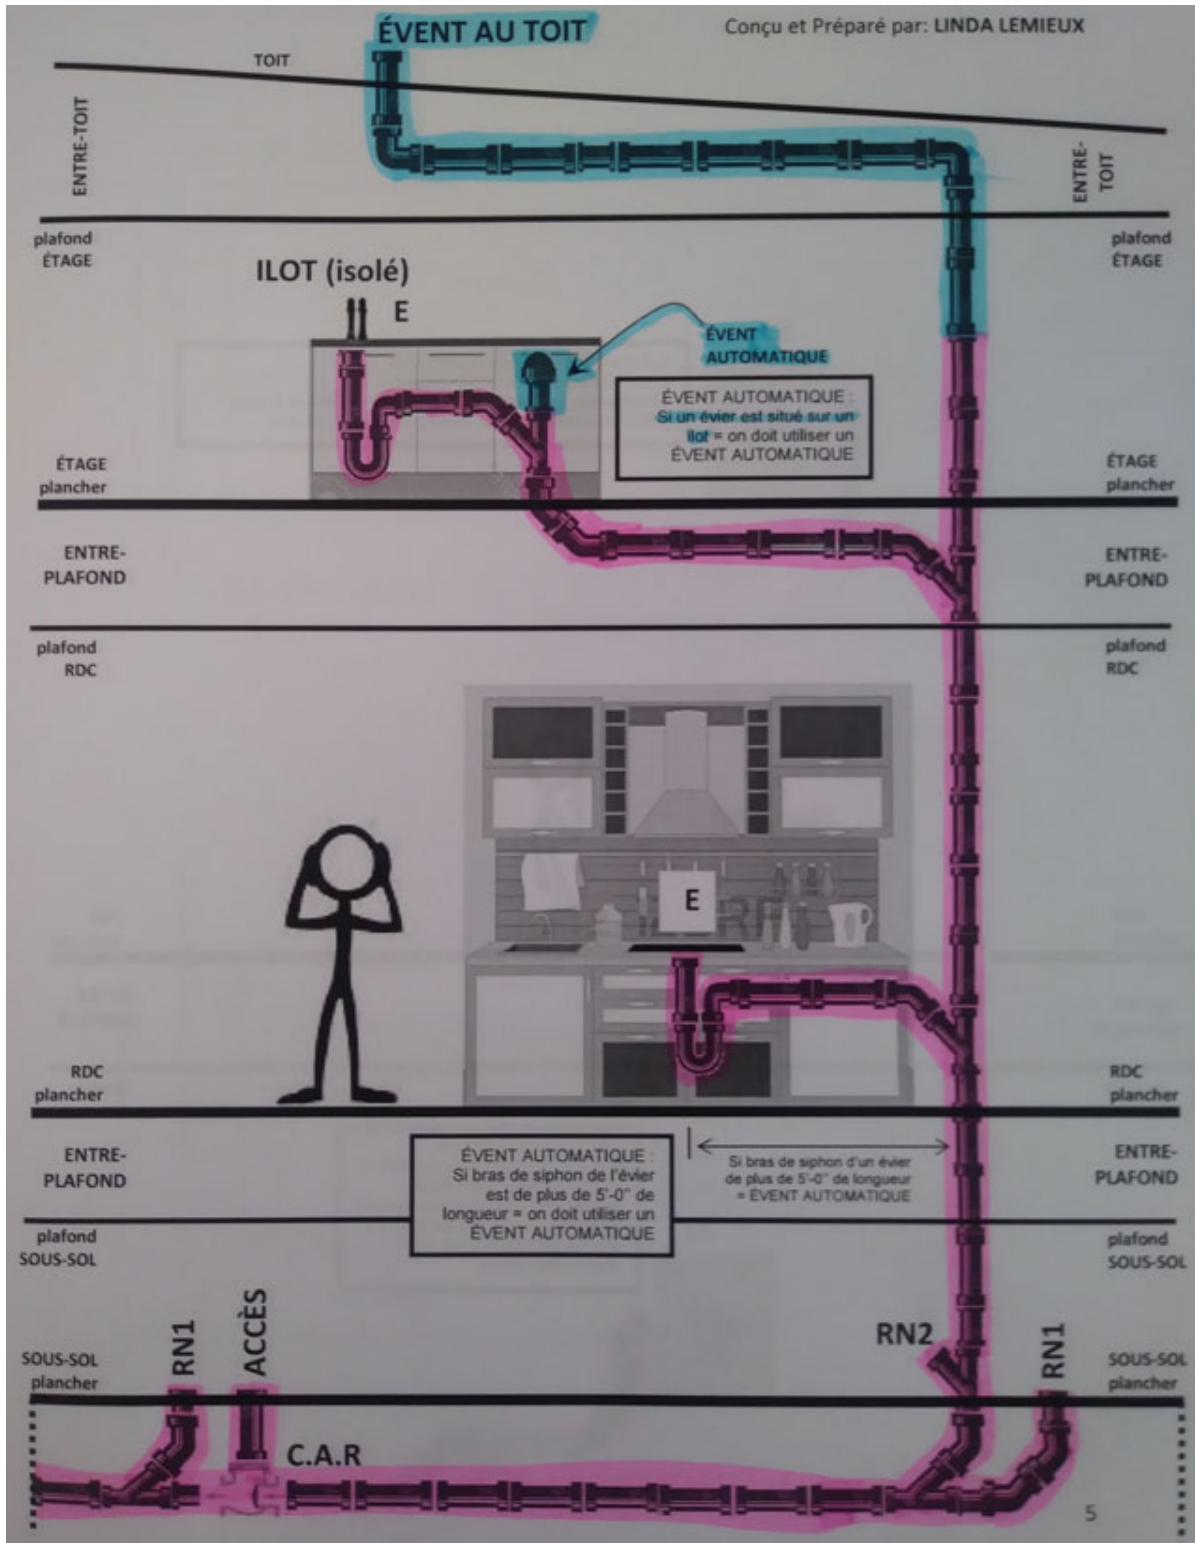 ÉVENT AU TOIT
Conçu et Préparé par: LINDA LEMIEUX
TOIT
ENTRE-TOIT
ENTRE-
TOIT
plafond
ÉTAGE
plafond
ÉTAGE
ILOT (isolé)
E
ÉVENT
AUTOMATIQUE
ÉVENT AUTOMATIQUE :
Si un évier est situé sur un
ilot = on doit utiliser un
ÉVENT AUTOMATIQUE
ÉTAGE
plancher
ÉTAGE
plancher
ENTRE-
PLAFOND
ENTRE-
PLAFOND
plafond
RDC
plafond
RDC
E
RDC
plancher
RDC
plancher
ENTRE-
PLAFOND
ÉVENT AUTOMATIQUE :
Si bras de siphon de l'évier
est de plus de 5'-0" de
longueur = on doit utiliser un
ÉVENT AUTOMATIQUE
Si bras de siphon d'un évier
de plus de 5'-0" de longueur
= ÉVENT AUTOMATIQUE
ENTRE-
PLAFOND
plafond
SOUS-SOL
plafond
SOUS-SOL
RN1
ACCÈS
RN2
RN1
SOUS-SOL
plancher
SOUS-SOL
plancher
C.A.R
5